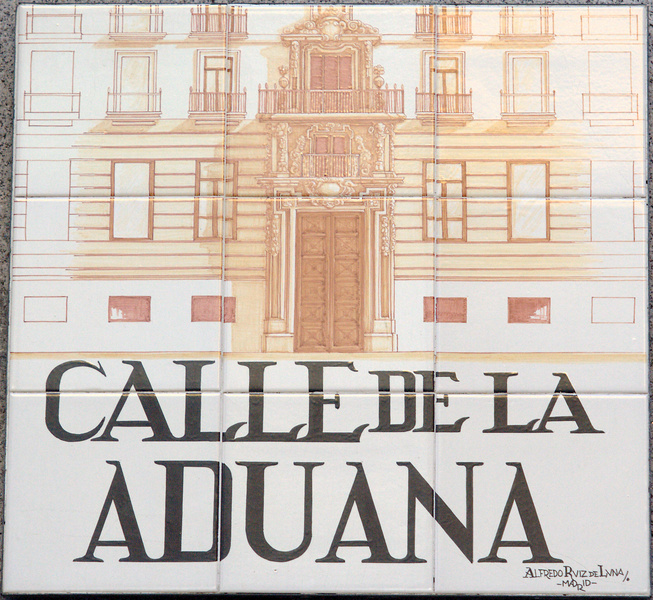 CALLE DE LA
ADUANA
ALFREDO RUIZ DE LUNA.
-MADRID-